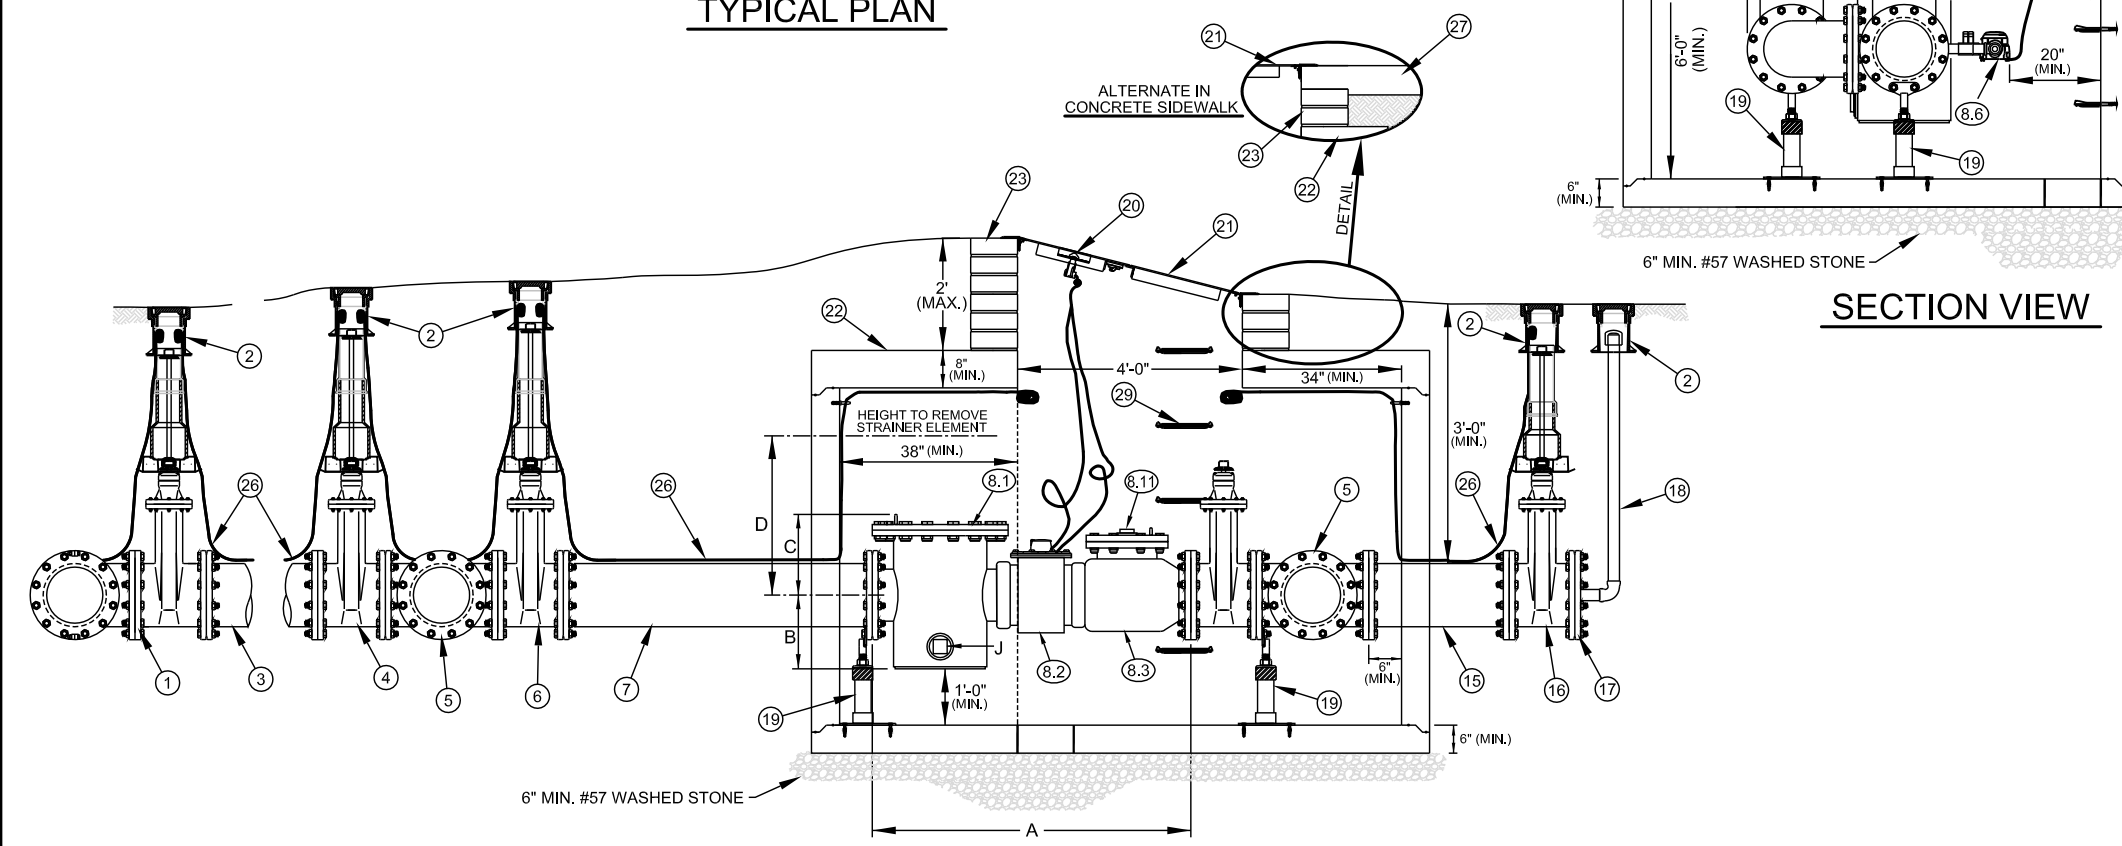 TYPICAL PLAN
21
27
ALTERNATE IN
CONCRETE SIDEWALK
23
22
DETAIL
6'-0"
(MIN.)
20"
(MIN.)
19
8.6
19
6"
(MIN.)
6" MIN. #57 WASHED STONE
SECTION VIEW
23
20
21
2'
(MAX.)
22
2
2
2
2
8"
(MIN.)
4'-0"
34" (MIN.)
29
HEIGHT TO REMOVE
STRAINER ELEMENT
38" (MIN.)
3'-0"
(MIN.)
26
26
8.1
8.11
5
26
18
D
C
B
J
1
3
4
5
6
7
19
1'-0"
(MIN.)
8.2
8.3
19
6"
(MIN.)
15
16
17
6" (MIN.)
6" MIN. #57 WASHED STONE
A